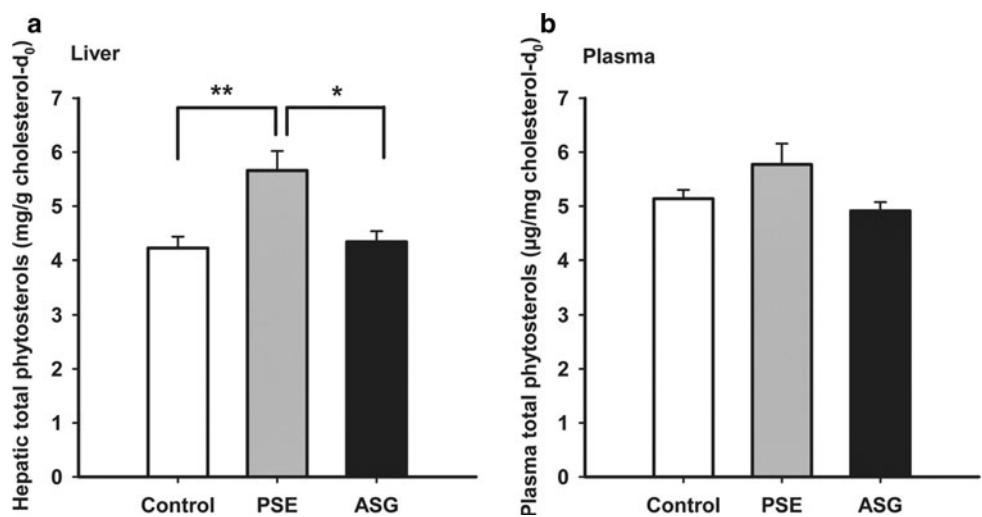 a
Liver
Hepatic total phytosterols (mg/g cholesterol-d₀)
7
6
5
4
3
2
1
0
**
*
Control PSE ASG
b
Plasma
Plasma total phytosterols (µg/mg cholesterol-d₀)
7
6
5
4
3
2
1
0
Control PSE ASG